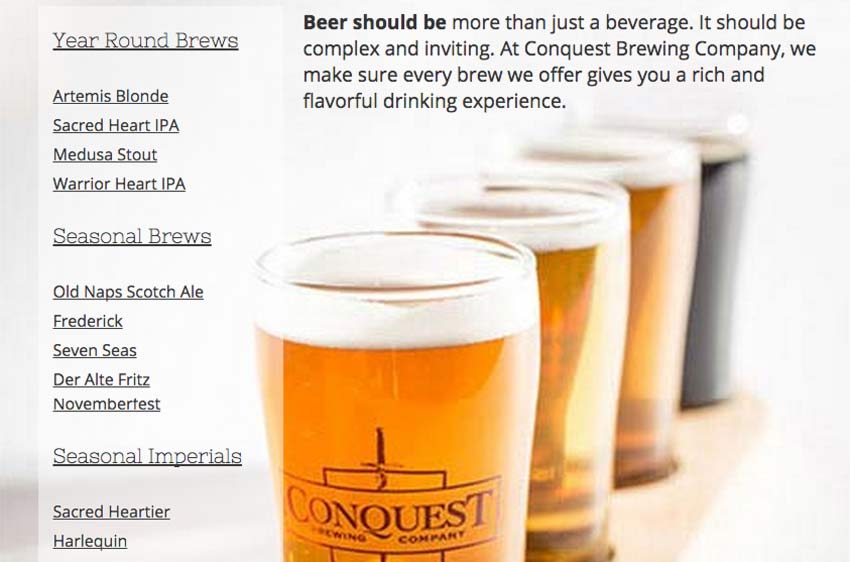 Year Round Brews
Artemis Blonde
Sacred Heart IPA
Medusa Stout
Warrior Heart IPA
Seasonal Brews
Old Naps Scotch Ale
Frederick
Seven Seas
Der Alte Fritz
Novemberfest
Seasonal Imperials
Sacred Heartier
Harlequin
Beer should be more than just a beverage. It should be
complex and inviting. At Conquest Brewing Company, we
make sure every brew we offer gives you a rich and
flavorful drinking experience.
CONQUEST
BREWING COMPANY